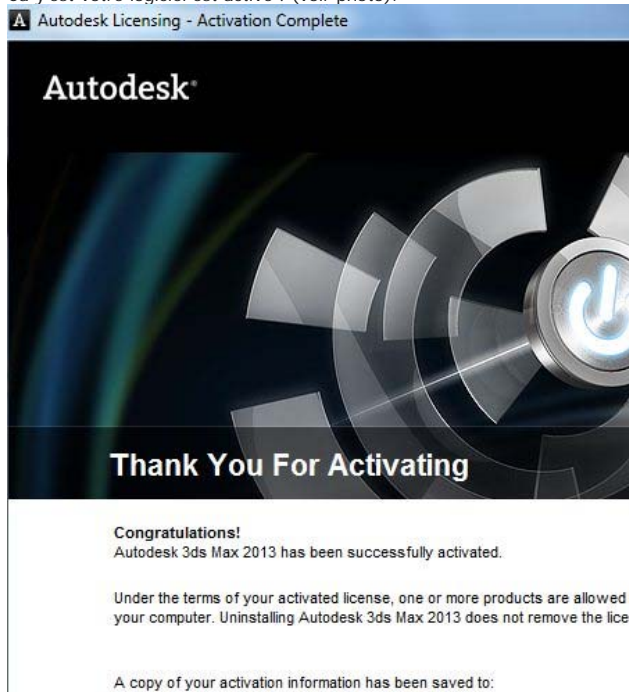 Autodesk Licensing - Activation Complete
Autodesk
Thank You For Activating
Congratulations!
Autodesk 3ds Max 2013 has been successfully activated.
Under the terms of your activated license, one or more products are allowed
your computer. Uninstalling Autodesk 3ds Max 2013 does not remove the lice
A copy of your activation information has been saved to: